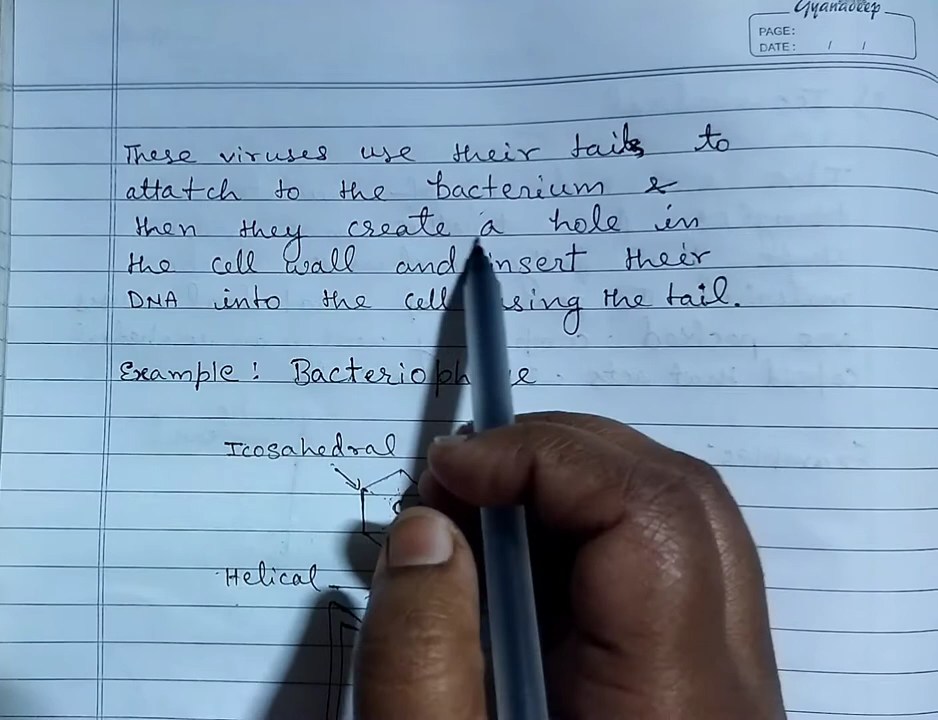 Gyanadeep
PAGE:
DATE: / /
These viruses use their tails to
attatch to the bacterium &
then they create a hole in
the cell wall and insert their
DNA into the cell using the tail.
Example: Bacteriophage
Icosahedral
Helical